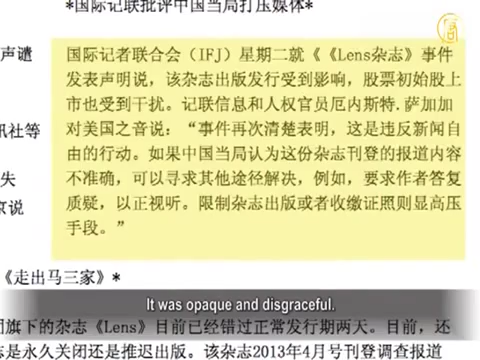 *国际记联批评中国当局打压媒体*
声谴
国际记者联合会（IFJ）星期二就《《Lens杂志》事件
发表声明说，该杂志出版发行受到影响，股票初始股上
市也受到干扰。记联信息和人权官员厄内斯特.萨加加
社等
对美国之音说：“事件再次清楚表明，这是违反新闻自
由的行动。如果中国当局认为这份杂志刊登的报道内容
失
不准确，可以寻求其他途径解决，例如，要求作者答复
说
质疑，以正视听。限制杂志出版或者收缴证照则显高压
手段。”
《走出马三家》*
It was opaque and disgraceful.
旗下的杂志《Lens》目前已经错过正常发行期两天。目前，还
是永久关闭还是推迟出版。该杂志2013年4月号刊登调查报道